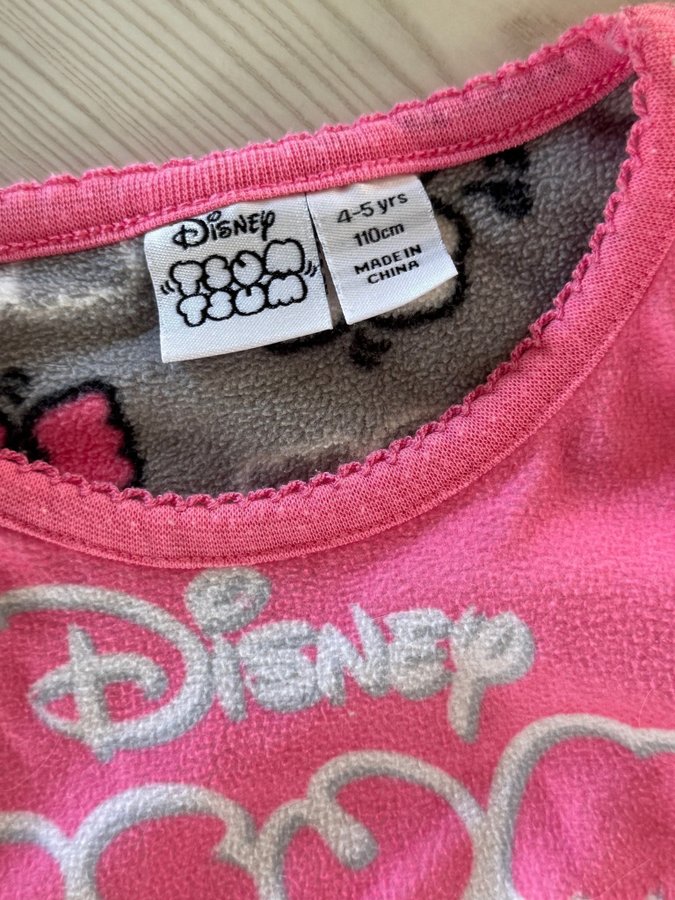 Disney
TSUM
TSUM
4-5 yrs
110cm
MADE IN
CHINA
Disney